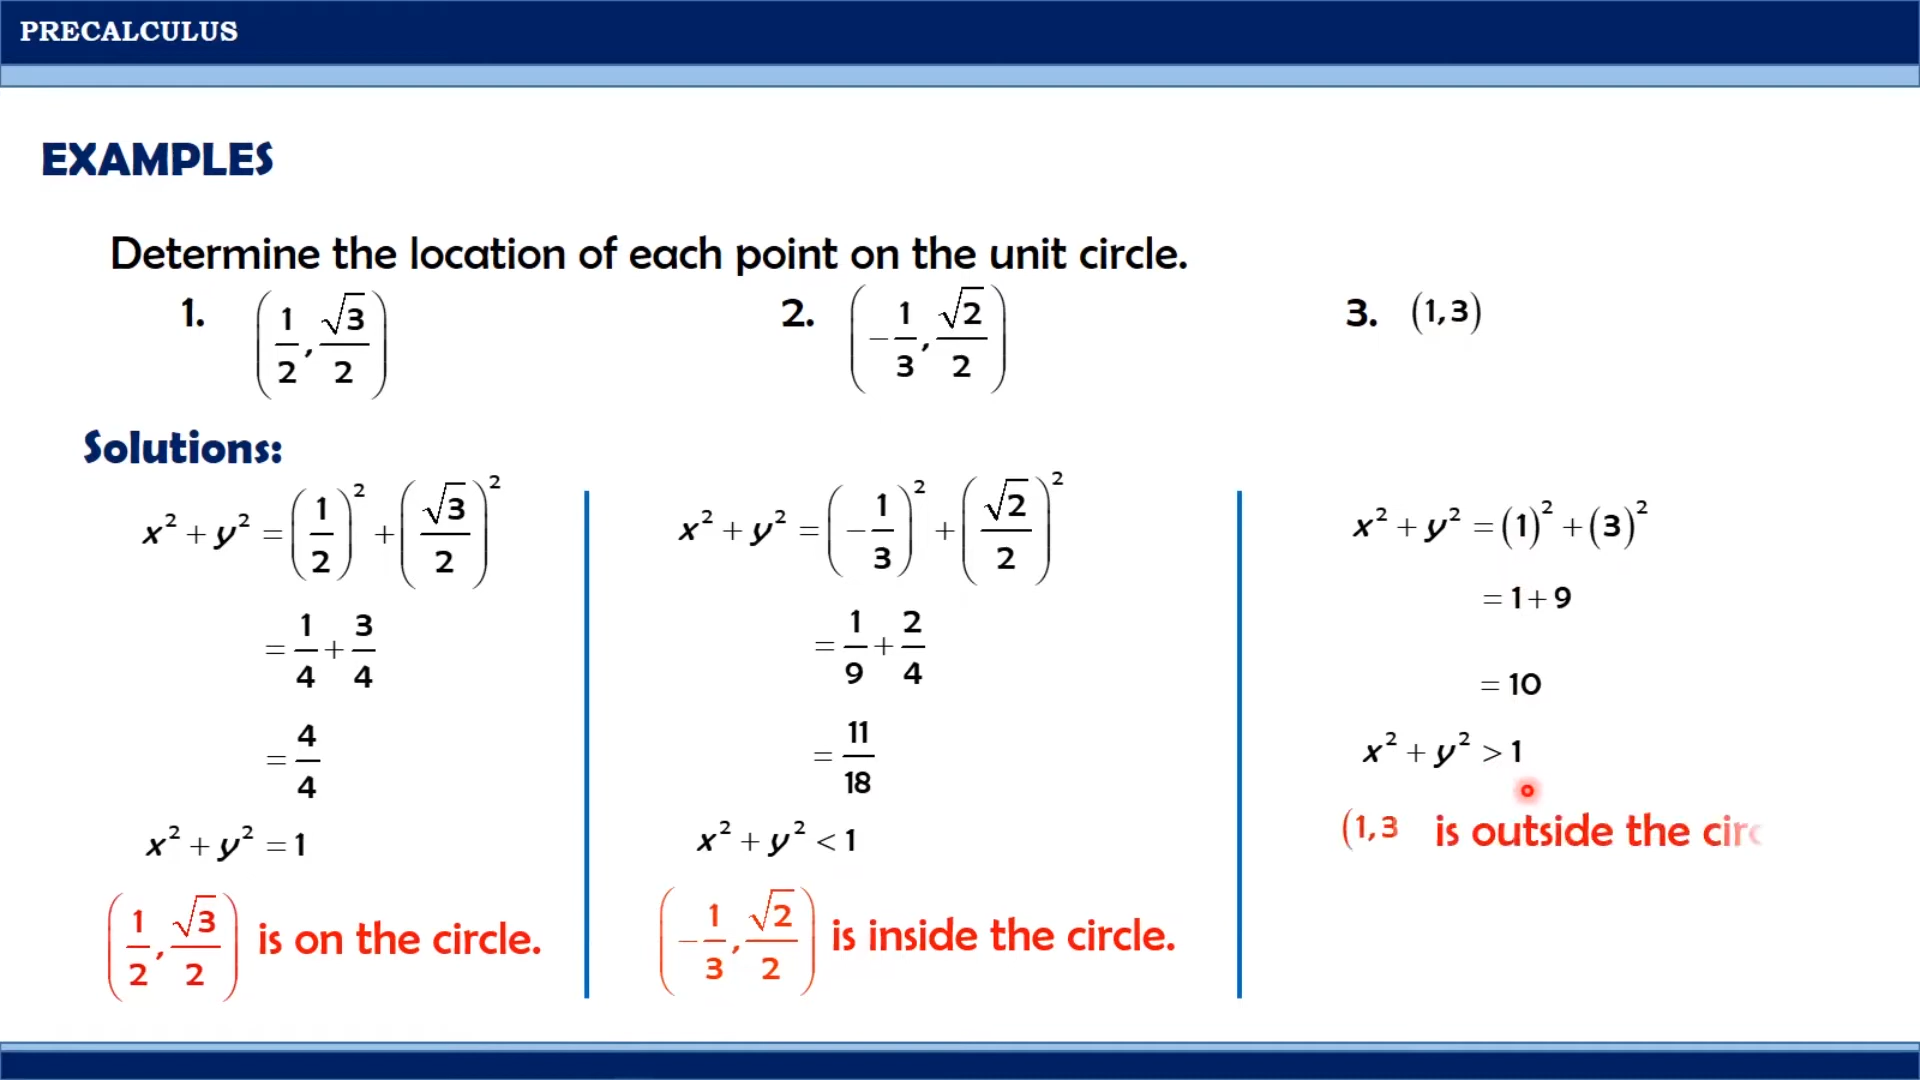 PRECALCULUS
EXAMPLES
Determine the location of each point on the unit circle.
1. (1/2, √3/2)
2. (−1/3, √2/2)
3. (1,3)
Solutions:
x² + y² = (1/2)² + (√3/2)²
= 1/4 + 3/4
= 4/4
x² + y² = 1
(1/2, √3/2) is on the circle.
x² + y² = (−1/3)² + (√2/2)²
= 1/9 + 2/4
= 11/18
x² + y² < 1
(−1/3, √2/2) is inside the circle.
x² + y² = (1)² + (3)²
= 1 + 9
= 10
x² + y² > 1
(1,3 is outside the circ